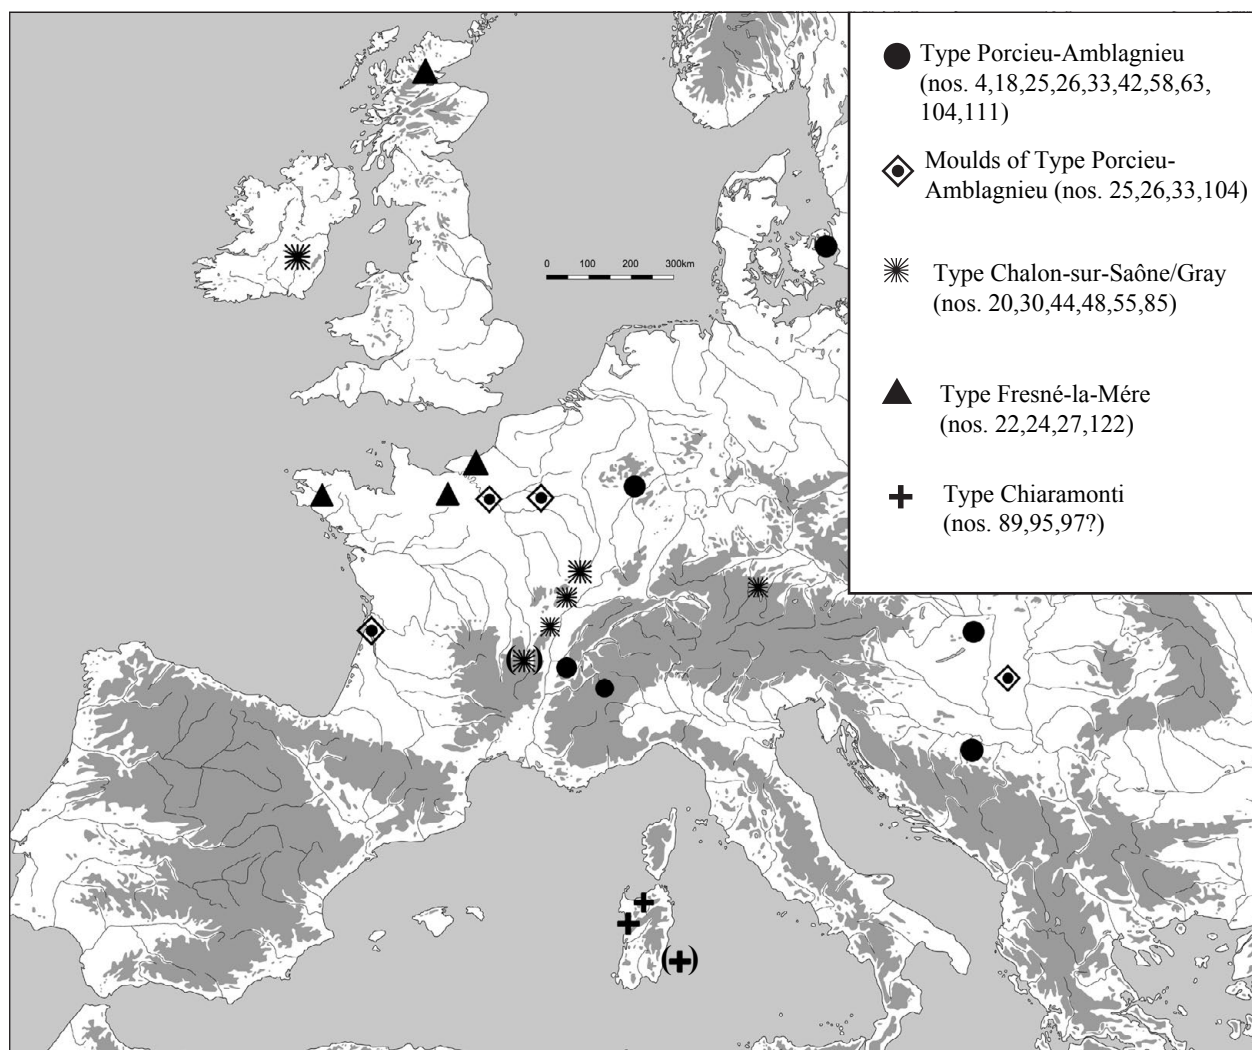 Type Porcieu-Amblagnieu
(nos. 4,18,25,26,33,42,58,63,
104,111)
Moulds of Type Porcieu-
Amblagnieu (nos. 25,26,33,104)
Type Chalon-sur-Saône/Gray
(nos. 20,30,44,48,55,85)
Type Fresné-la-Mére
(nos. 22,24,27,122)
Type Chiaramonti
(nos. 89,95,97?)
0 100 200 300km